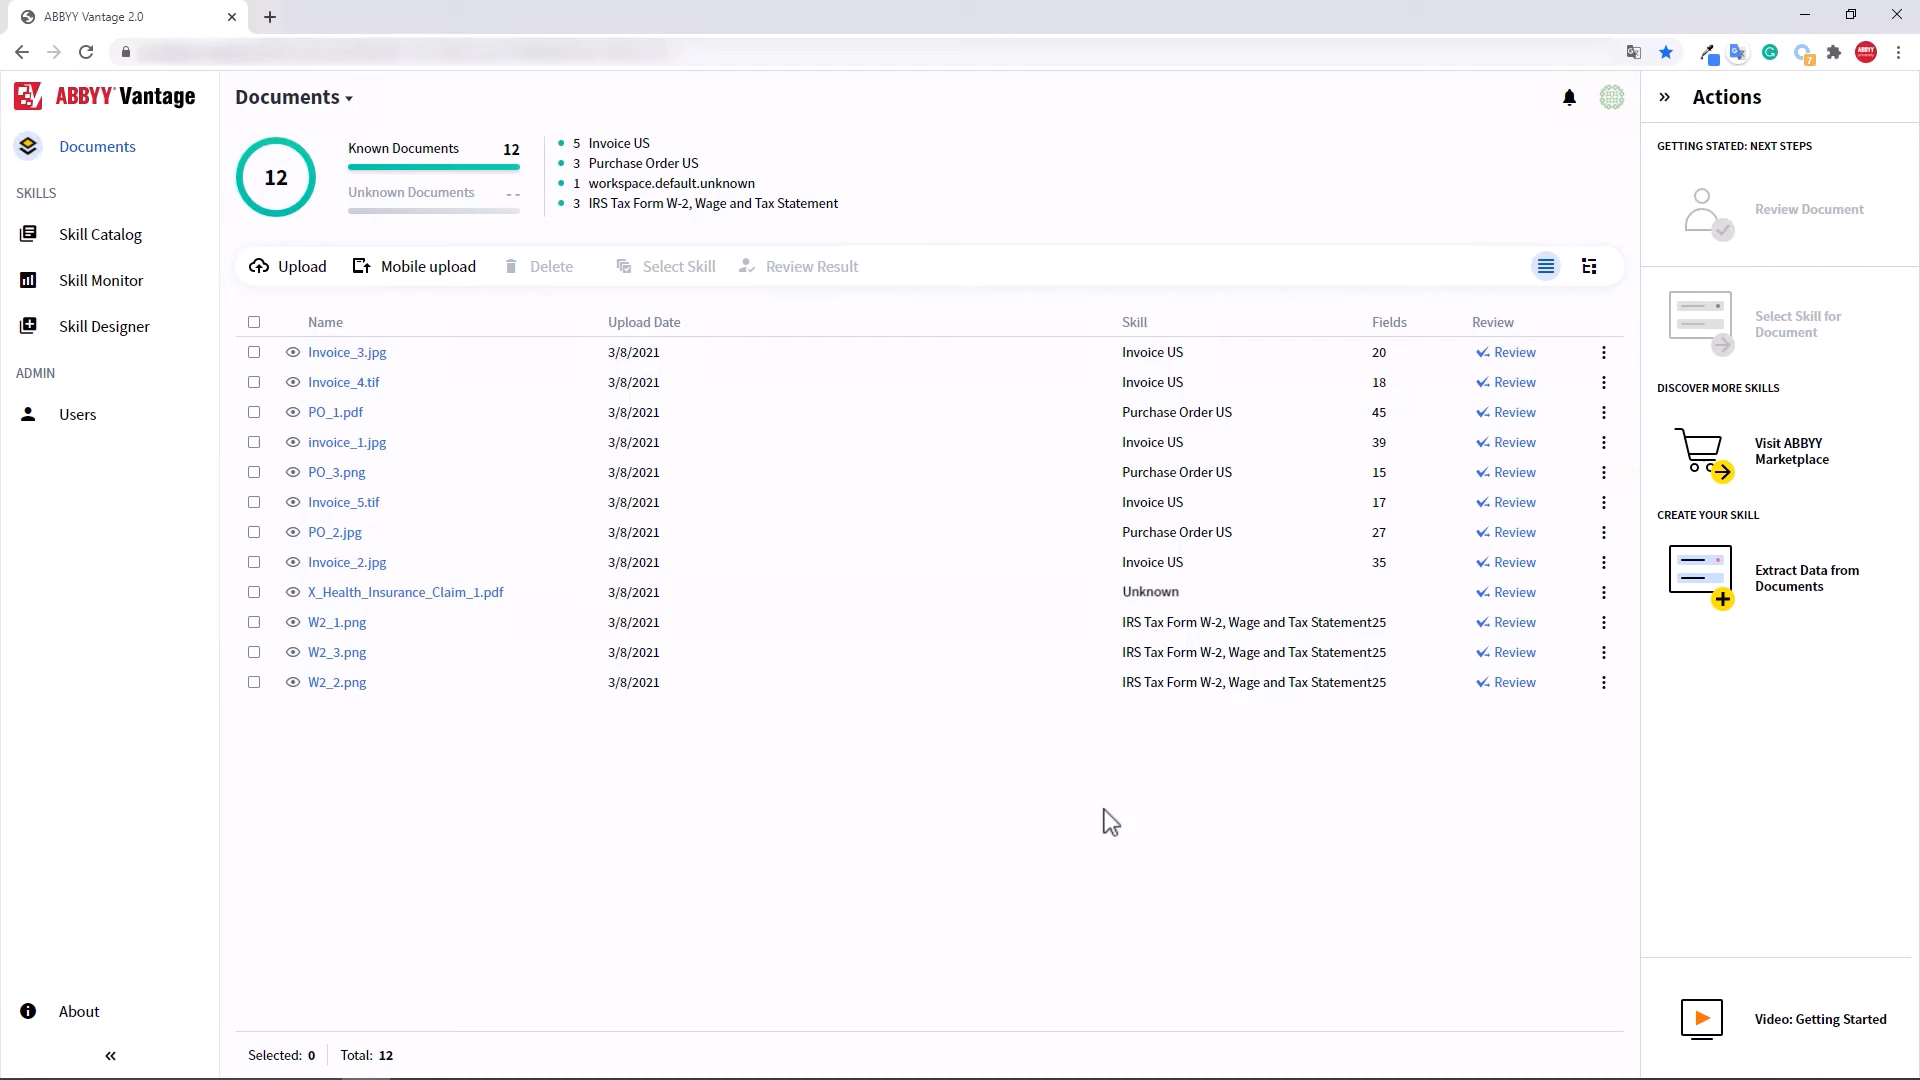 ABBYY Vantage 2.0
7
ABBYY Vantage
Documents
SKILLS
Skill Catalog
Skill Monitor
Skill Designer
ADMIN
Users
About
Documents
12
Known Documents 12
Unknown Documents --
5 Invoice US
3 Purchase Order US
1 workspace.default.unknown
3 IRS Tax Form W-2, Wage and Tax Statement
Upload Mobile upload Delete Select Skill Review Result
Name Upload Date Skill Fields Review
Invoice_3.jpg 3/8/2021 Invoice US 20 Review
Invoice_4.tif 3/8/2021 Invoice US 18 Review
PO_1.pdf 3/8/2021 Purchase Order US 45 Review
invoice_1.jpg 3/8/2021 Invoice US 39 Review
PO_3.png 3/8/2021 Purchase Order US 15 Review
Invoice_5.tif 3/8/2021 Invoice US 17 Review
PO_2.jpg 3/8/2021 Purchase Order US 27 Review
Invoice_2.jpg 3/8/2021 Invoice US 35 Review
X_Health_Insurance_Claim_1.pdf 3/8/2021 Unknown Review
W2_1.png 3/8/2021 IRS Tax Form W-2, Wage and Tax Statement25 Review
W2_3.png 3/8/2021 IRS Tax Form W-2, Wage and Tax Statement25 Review
W2_2.png 3/8/2021 IRS Tax Form W-2, Wage and Tax Statement25 Review
Selected: 0 Total: 12
Actions
GETTING STATED: NEXT STEPS
Review Document
Select Skill for
Document
DISCOVER MORE SKILLS
Visit ABBYY
Marketplace
CREATE YOUR SKILL
Extract Data from
Documents
Video: Getting Started